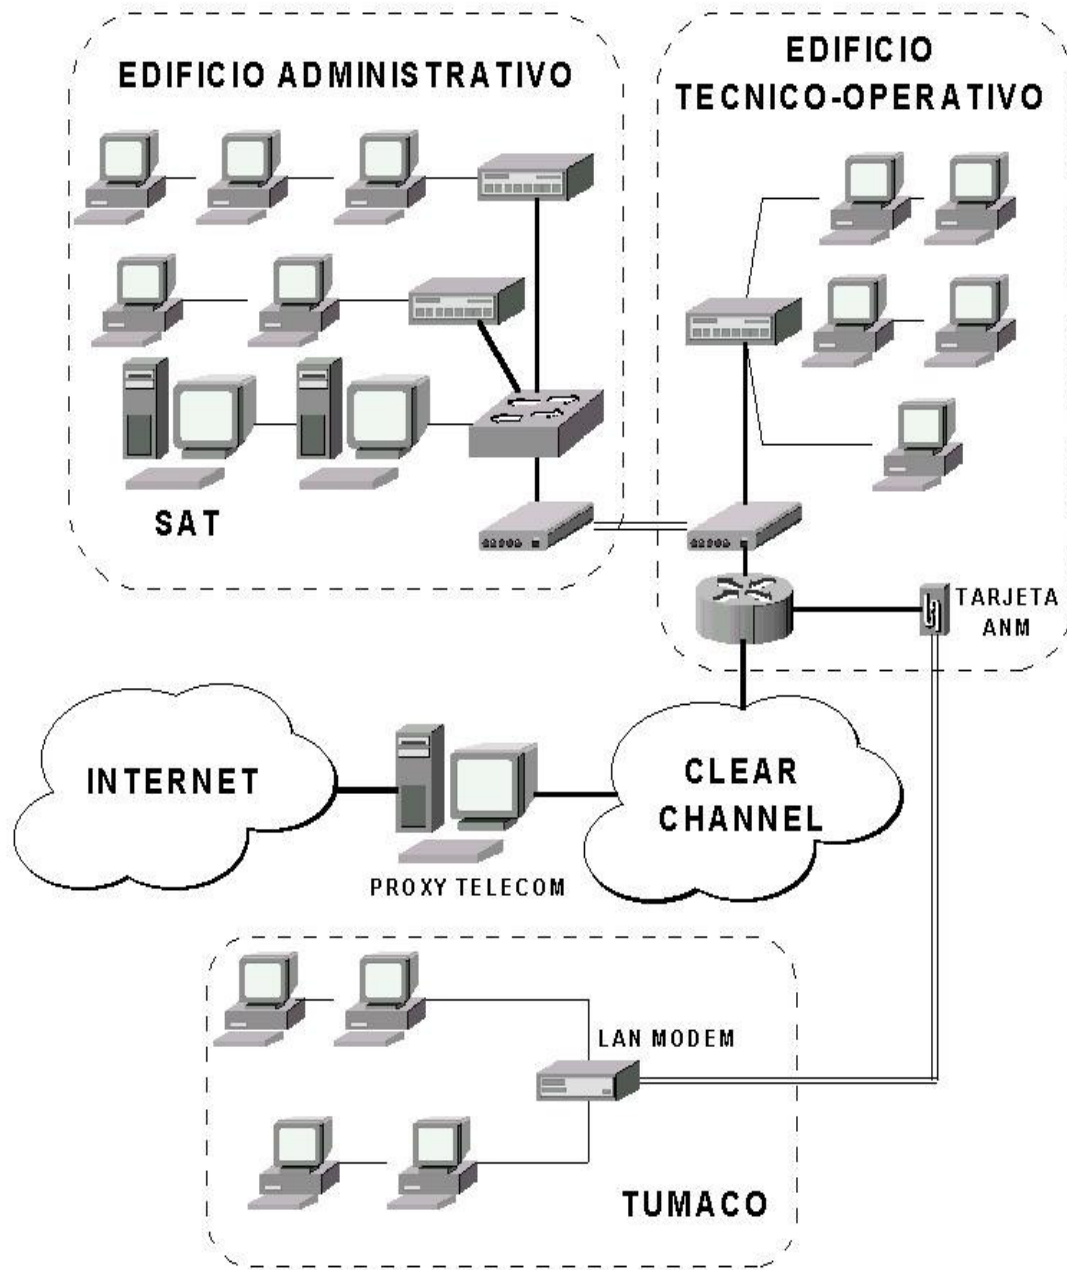 EDIFICIO ADMINISTRATIVO
EDIFICIO
TECNICO-OPERATIVO
SAT
TARJETA
ANM
INTERNET
CLEAR
CHANNEL
PROXY TELECOM
LAN MODEM
TUMACO